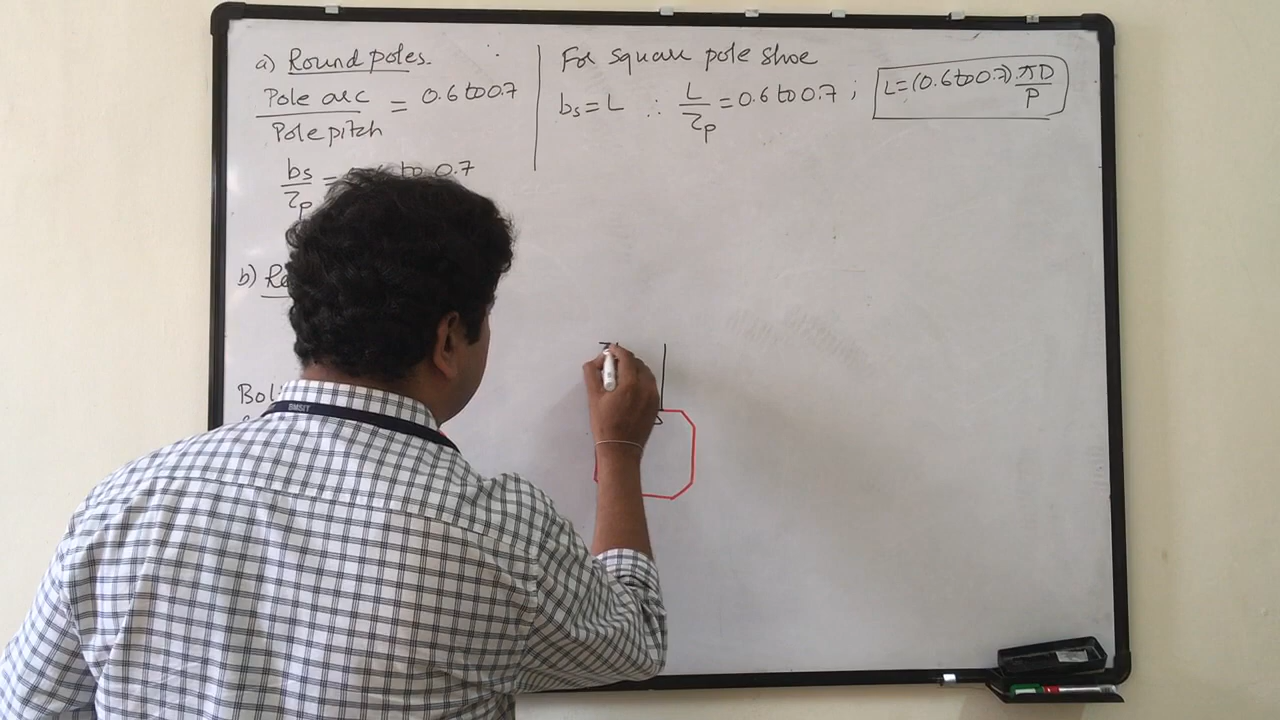 a) Round poles.
Pole arc
Pole pitch
= 0.6 to 0.7
bs
τp
=
to 0.7
b)
For square pole shoe
bs = L ∴ L/τp = 0.6 to 0.7 ; L = (0.6 to 0.7) πD/P
BMSIT